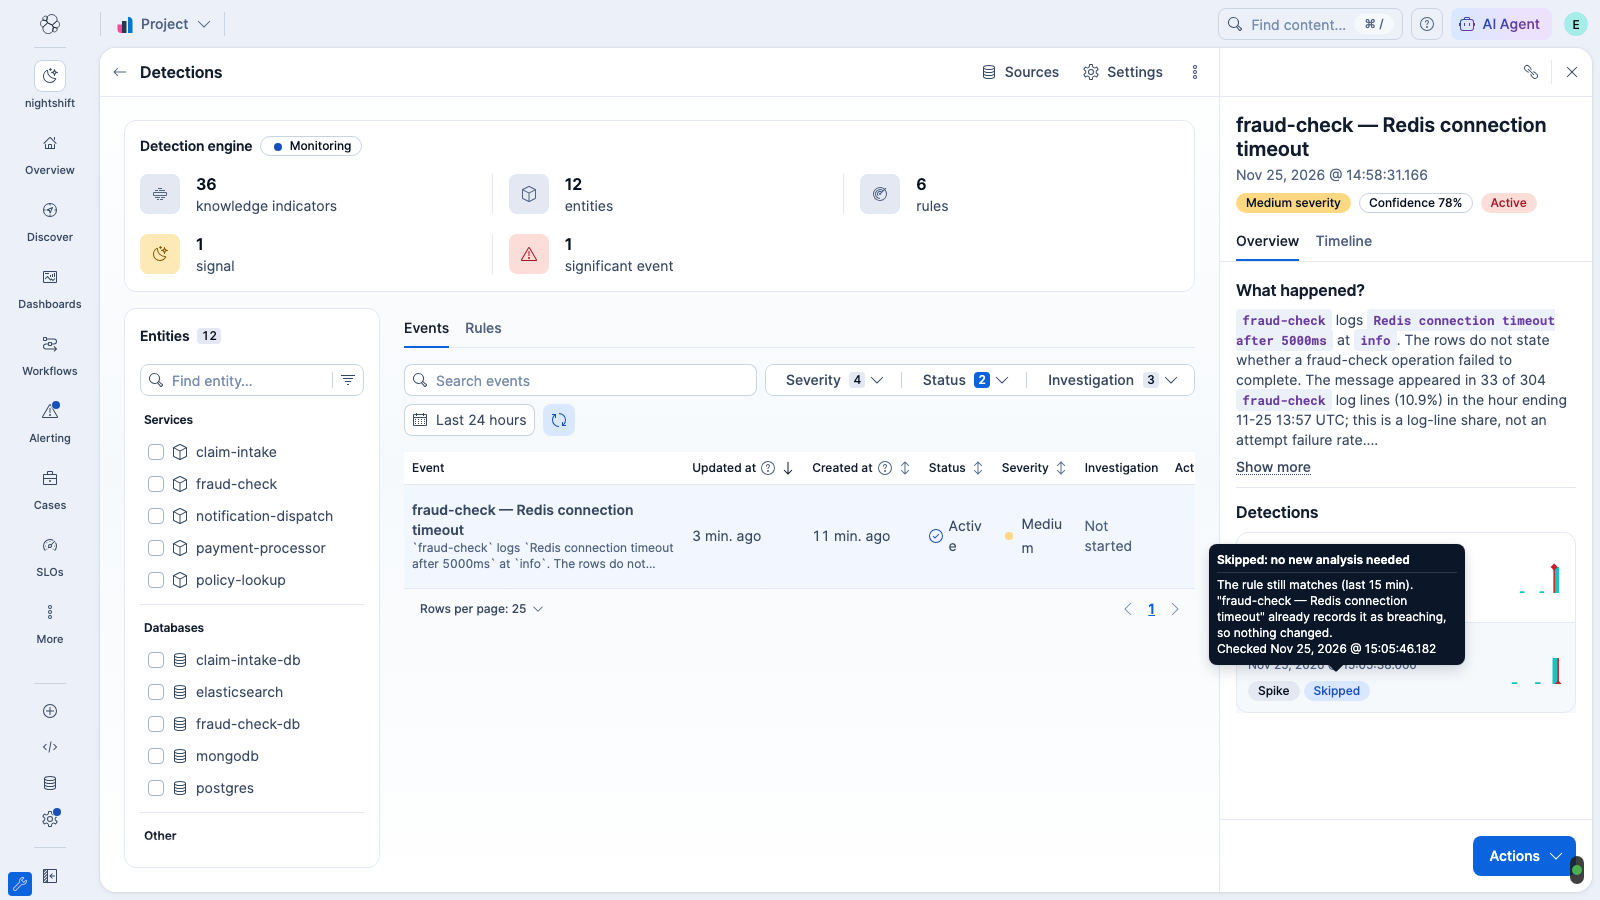 Project
Find content...
⌘ /
AI Agent
E
nightshift
Overview
Discover
Dashboards
Workflows
Alerting
Cases
SLOs
More
Detections
Sources
Settings
Detection engine
Monitoring
36
knowledge indicators
12
entities
6
rules
1
signal
1
significant event
Entities 12
Find entity...
Services
claim-intake
fraud-check
notification-dispatch
payment-processor
policy-lookup
Databases
claim-intake-db
elasticsearch
fraud-check-db
mongodb
postgres
Other
Events
Rules
Search events
Severity 4
Status 2
Investigation 3
Last 24 hours
Event
Updated at
Created at
Status
Severity
Investigation
Act
fraud-check — Redis connection
timeout
`fraud-check` logs `Redis connection timeout
after 5000ms` at `info`. The rows do not...
3 min. ago
11 min. ago
Activ
e
Mediu
m
Not
started
Rows per page: 25
1
fraud-check — Redis connection
timeout
Nov 25, 2026 @ 14:58:31.166
Medium severity
Confidence 78%
Active
Overview
Timeline
What happened?
fraud-check logs Redis connection timeout
after 5000ms at info . The rows do not state
whether a fraud-check operation failed to
complete. The message appeared in 33 of 304
fraud-check log lines (10.9%) in the hour ending
11-25 13:57 UTC; this is a log-line share, not an
attempt failure rate....
Show more
Detections
Skipped: no new analysis needed
The rule still matches (last 15 min).
"fraud-check — Redis connection
timeout" already records it as breaching,
so nothing changed.
Checked Nov 25, 2026 @ 15:05:46.182
Nov 25, 2026 @ 15:05:36.000
Spike
Skipped
Actions